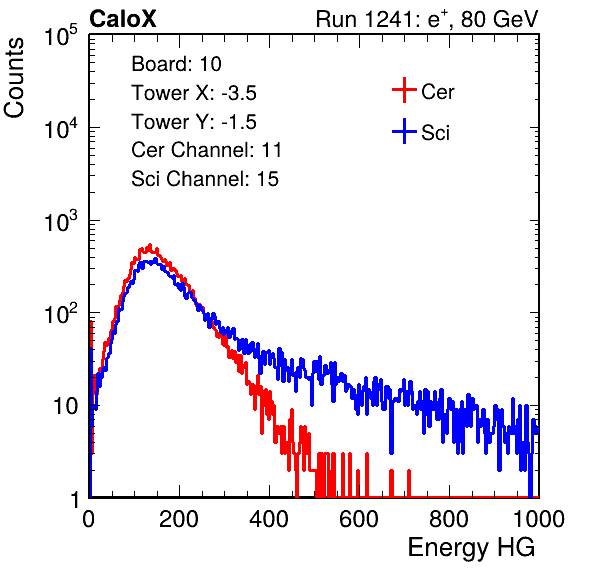 CaloX Run 1241: e⁺, 80 GeV
Board: 10
Tower X: -3.5
Tower Y: -1.5
Cer Channel: 11
Sci Channel: 15
Cer
Sci
Counts
10⁵
10⁴
10³
10²
10
1
0 200 400 600 800 1000
Energy HG